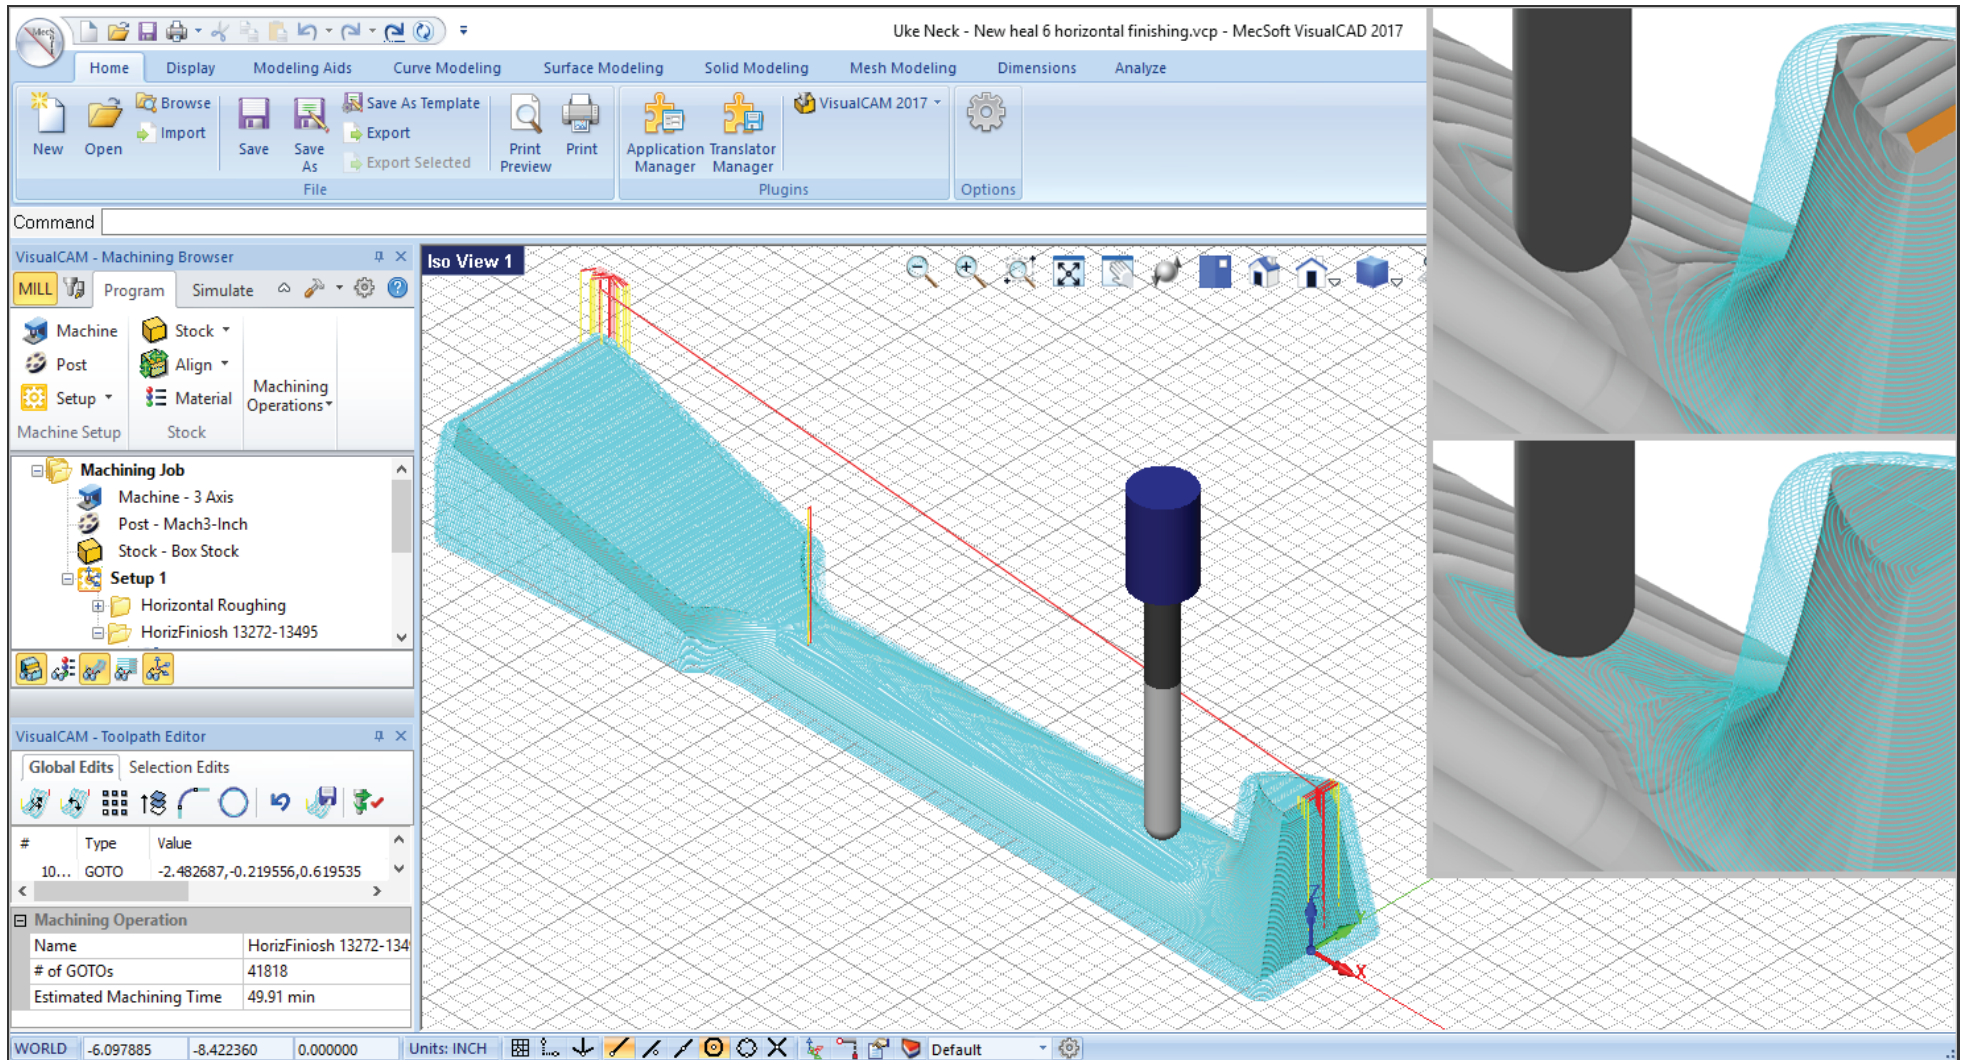 Uke Neck - New heal 6 horizontal finishing.vcp - MecSoft VisualCAD 2017
Home Display Modeling Aids Curve Modeling Surface Modeling Solid Modeling Mesh Modeling Dimensions Analyze
New
Open
Browse
Import
Save
Save As
Save As Template
Export
Export Selected
Print Preview
Print
File
Application Manager
Translator Manager
VisualCAM 2017
Plugins
Options
Command
VisualCAM - Machining Browser
MILL Program Simulate
Machine
Post
Setup
Machine Setup
Stock
Align
Material
Stock
Machining
Operations
Machining Job
Machine - 3 Axis
Post - Mach3-Inch
Stock - Box Stock
Setup 1
Horizontal Roughing
HorizFiniosh 13272-13495
VisualCAM - Toolpath Editor
Global Edits Selection Edits
# Type Value
10... GOTO -2.482687,-0.219556,0.619535
Machining Operation
Name HorizFiniosh 13272-134
# of GOTOs 41818
Estimated Machining Time 49.91 min
Iso View 1
Z
Y
X
WORLD -6.097885 -8.422360 0.000000 Units: INCH Default